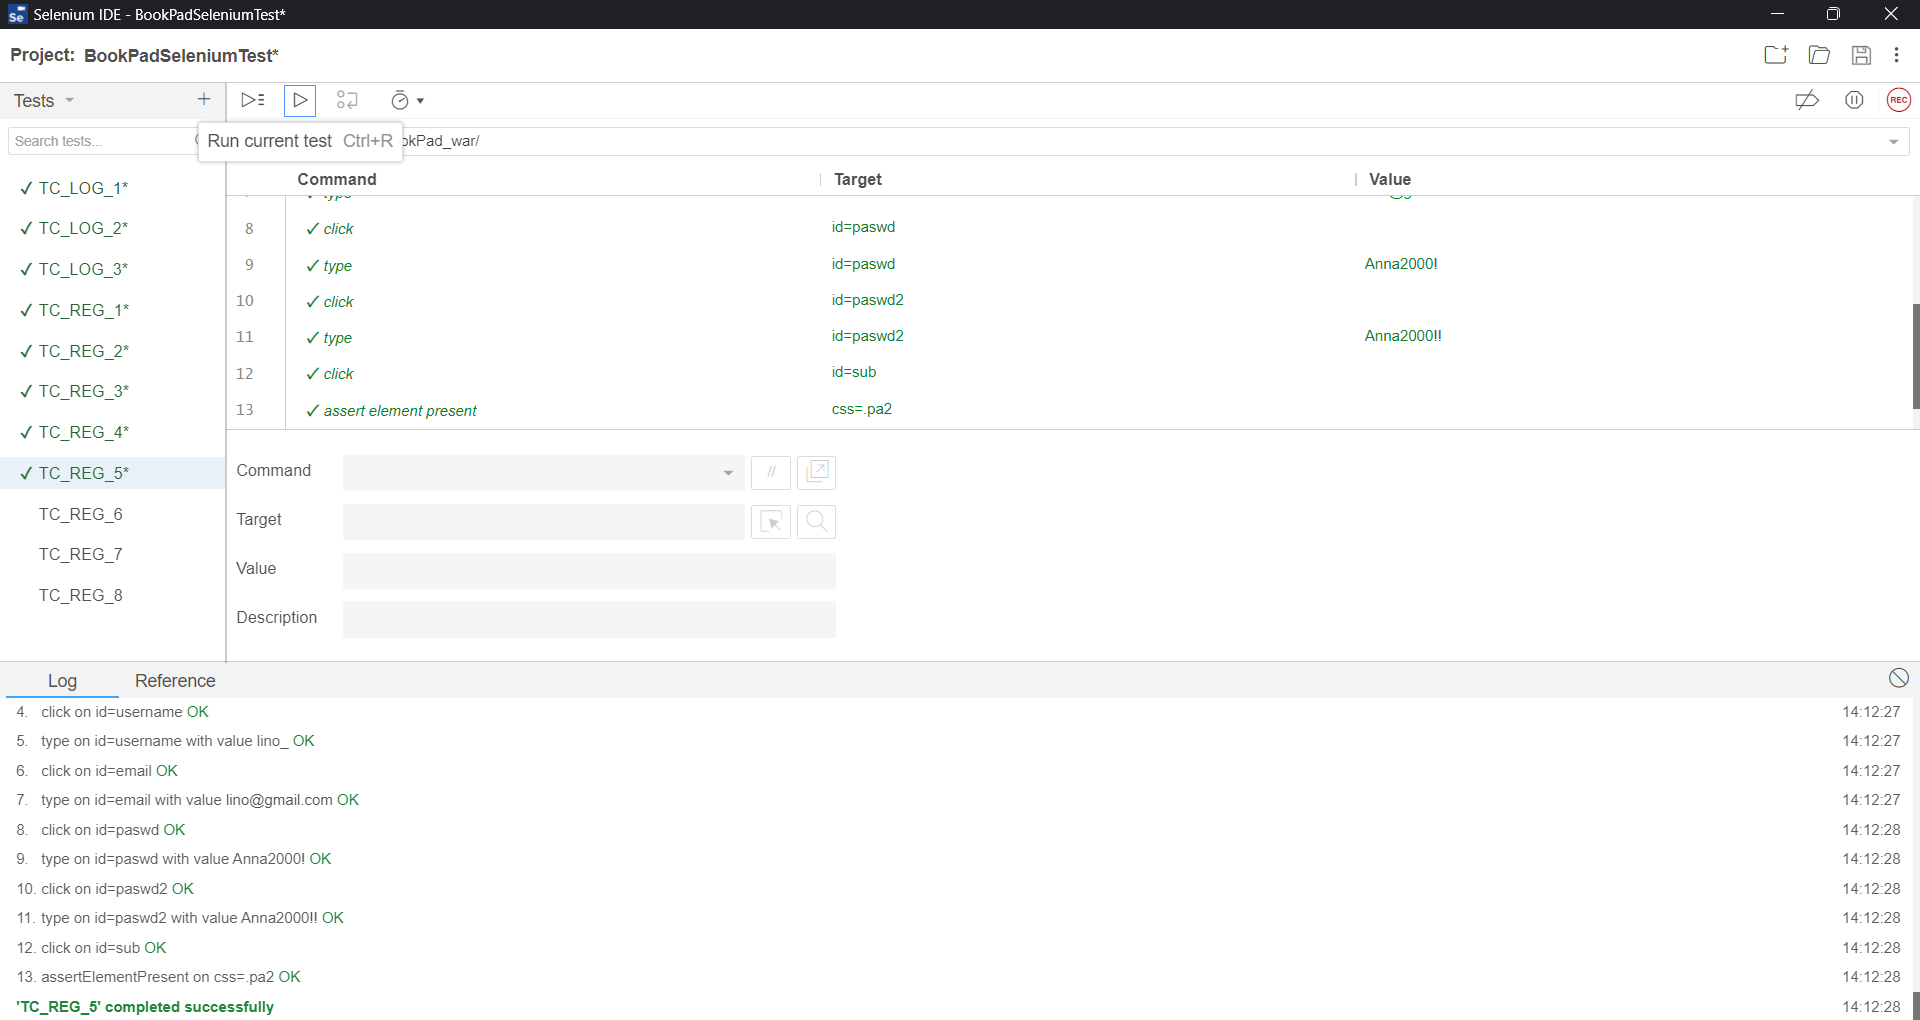 Selenium IDE - BookPadSeleniumTest*
Project: BookPadSeleniumTest*
Tests
REC
Search tests...
Run current test Ctrl+R
okPad_war/
Command Target Value
TC_LOG_1*
TC_LOG_2*
TC_LOG_3*
TC_REG_1*
TC_REG_2*
TC_REG_3*
TC_REG_4*
TC_REG_5*
TC_REG_6
TC_REG_7
TC_REG_8
✓ type
8 ✓ click id=paswd
9 ✓ type id=paswd Anna2000!
10 ✓ click id=paswd2
11 ✓ type id=paswd2 Anna2000!!
12 ✓ click id=sub
13 ✓ assert element present css=.pa2
Command //
Target
Value
Description
Log Reference
4. click on id=username OK 14:12:27
5. type on id=username with value lino_ OK 14:12:27
6. click on id=email OK 14:12:27
7. type on id=email with value lino@gmail.com OK 14:12:27
8. click on id=paswd OK 14:12:28
9. type on id=paswd with value Anna2000! OK 14:12:28
10. click on id=paswd2 OK 14:12:28
11. type on id=paswd2 with value Anna2000!! OK 14:12:28
12. click on id=sub OK 14:12:28
13. assertElementPresent on css=.pa2 OK 14:12:28
'TC_REG_5' completed successfully 14:12:28